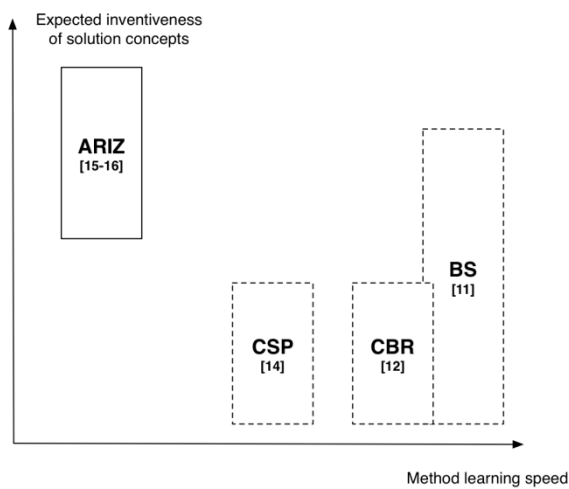 Expected inventiveness
of solution concepts
ARIZ
[15-16]
BS
[11]
CSP
[14]
CBR
[12]
Method learning speed